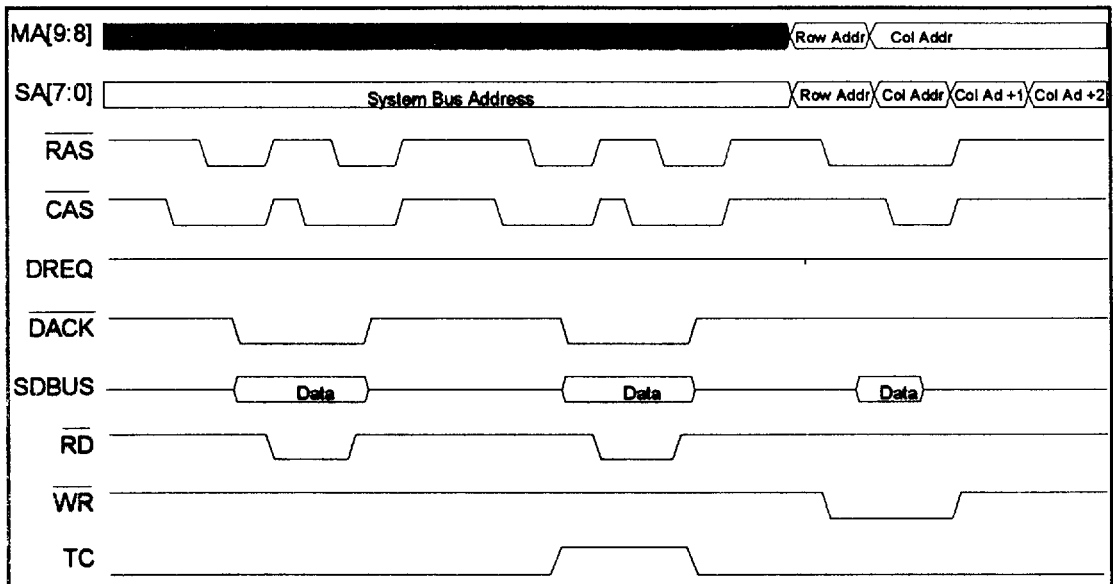 MA[9:8] Row Addr Col Addr
SA[7:0] System Bus Address Row Addr Col Addr Col Ad +1 Col Ad +2
RAS
CAS
DREQ
DACK
SDBUS Data Data Data
RD
WR
TC